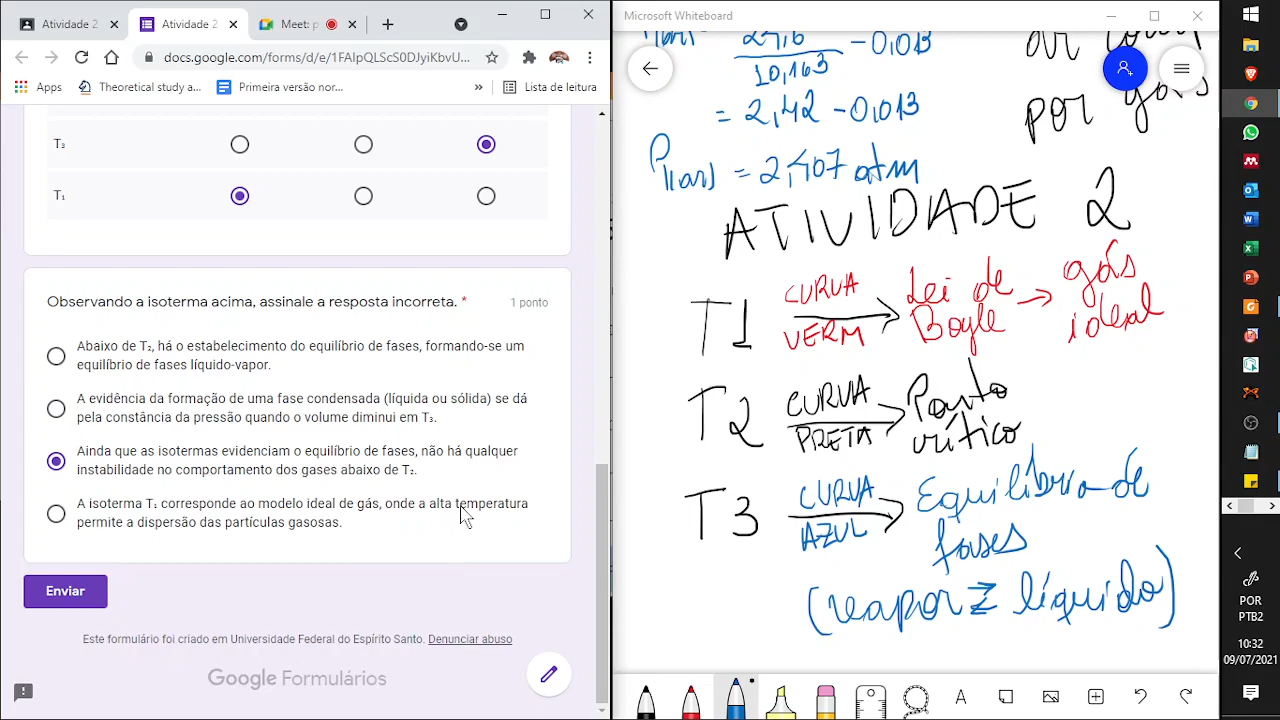 Atividade
Atividade 2
Meet: p
docs.google.com/forms/d/e/1FAIpQLScS0DJyiKbvU...
Apps
Theoretical study a...
Primeira versão nor...
»
Lista de leitura
T₃
T₁
Observando a isoterma acima, assinale a resposta incorreta. *
1 ponto
Abaixo de T₂, há o estabelecimento do equilíbrio de fases, formando-se um
equilíbrio de fases líquido-vapor.
A evidência da formação de uma fase condensada (líquida ou sólida) se dá
pela constância da pressão quando o volume diminui em T₃.
Ainda que as isotermas evidenciam o equilíbrio de fases, não há qualquer
instabilidade no comportamento dos gases abaixo de T₂.
A isoterma T₁ corresponde ao modelo ideal de gás, onde a alta temperatura
permite a dispersão das partículas gasosas.
Enviar
Este formulário foi criado em Universidade Federal do Espírito Santo. Denunciar abuso
Google Formulários
Microsoft Whiteboard
24,6 - 0,013
10,163
= 2,42 - 0,013
P(ar) = 2,407 atm
ar
por gás
ATIVIDADE 2
T1 CURVA VERM → Lei de Boyle → gás ideal
T2 CURVA PRETA → Ponto crítico
T3 CURVA AZUL → Equilíbrio de fases
(vapor ⇌ líquido)
POR
PTB2
10:32
09/07/2021